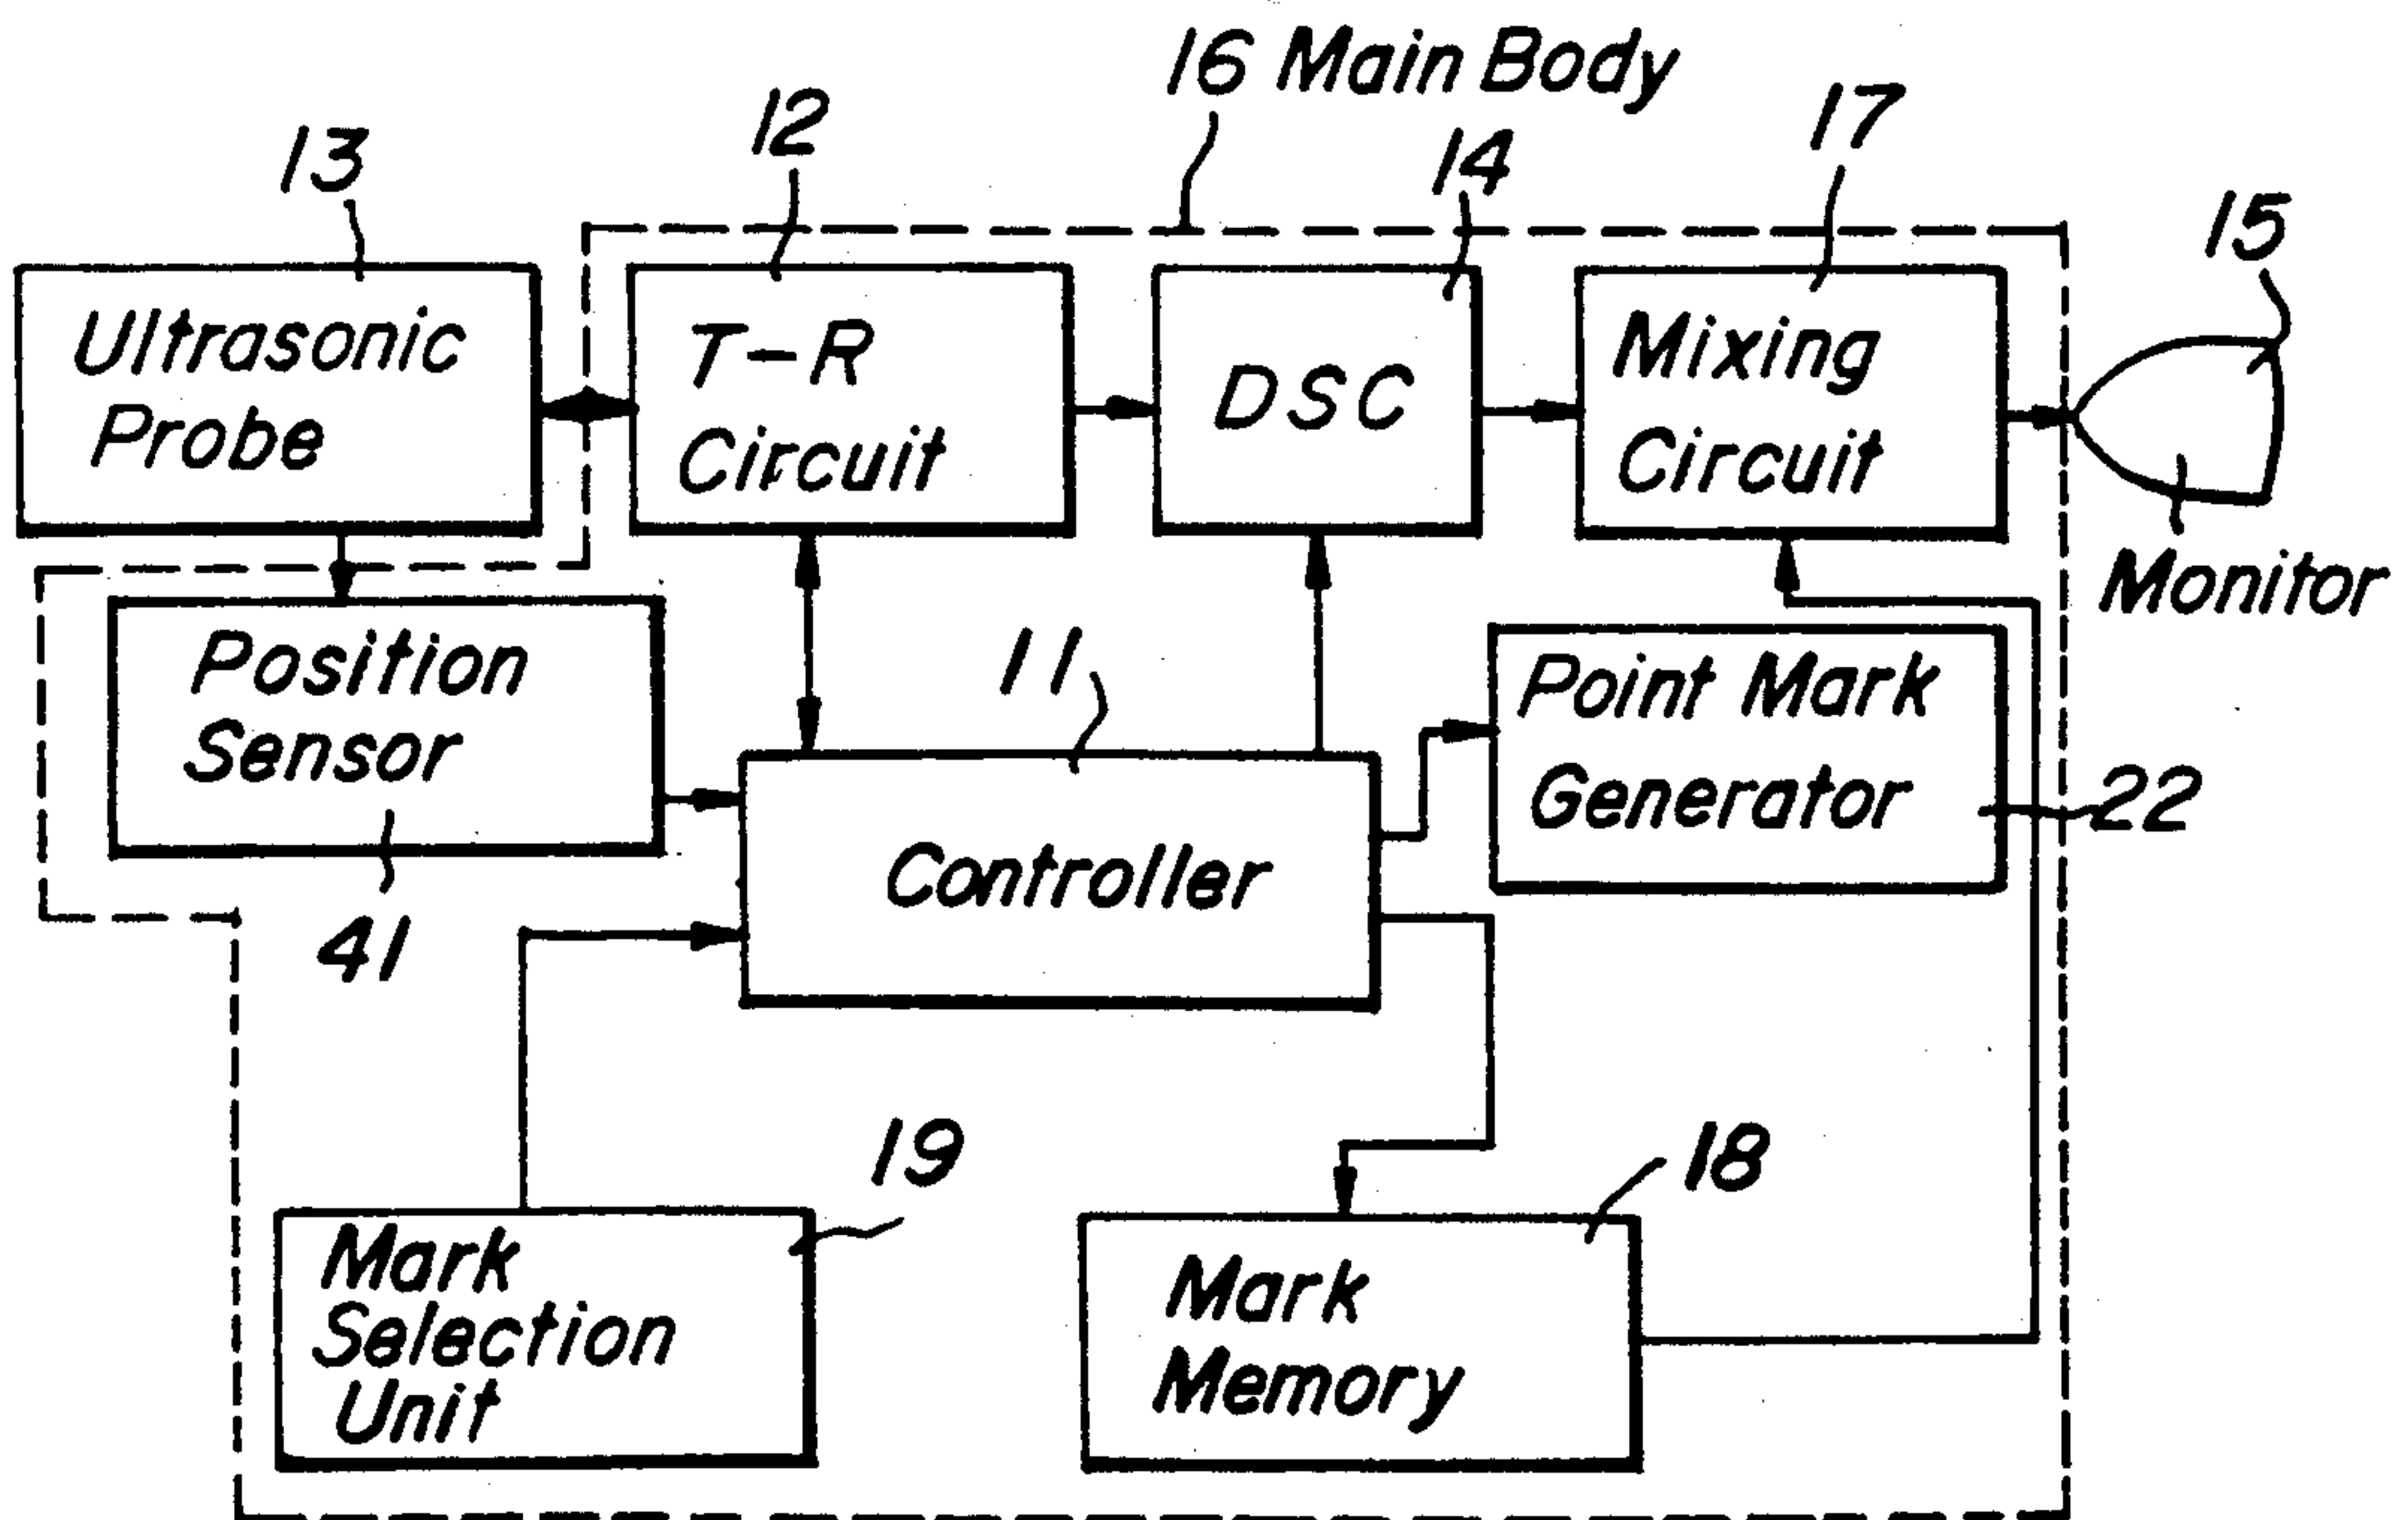 16 Main Body
12
17
13
14
15
Ultrasonic
Probe
T-R
Circuit
DSC
Mixing
Circuit
Monitor
Position
Sensor
11
Point Mark
Generator
22
Controller
41
19
18
Mark
Selection
Unit
Mark
Memory